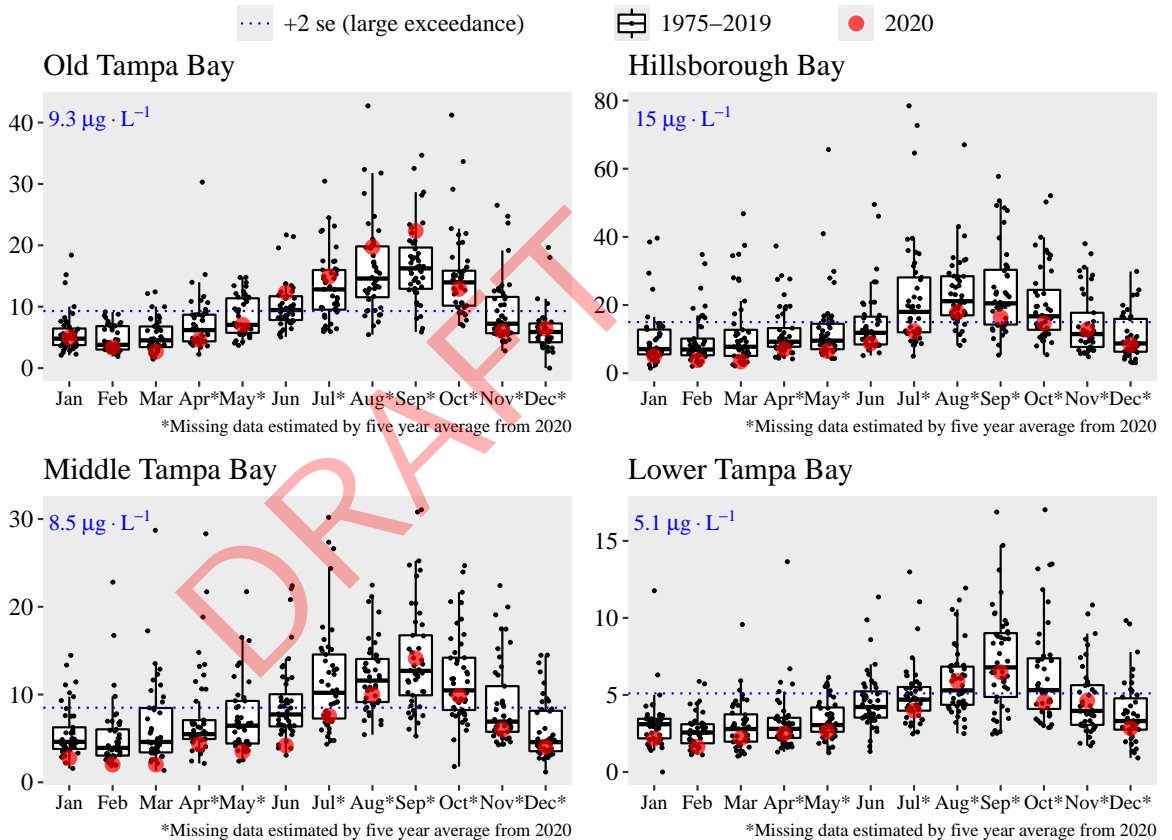 +2 se (large exceedance) 1975–2019 2020
Old Tampa Bay
9.3 μg · L⁻¹
40
30
20
10
0
Jan Feb Mar Apr* May* Jun Jul* Aug* Sep* Oct* Nov* Dec*
*Missing data estimated by five year average from 2020
Hillsborough Bay
15 μg · L⁻¹
80
60
40
20
0
Jan Feb Mar Apr* May* Jun Jul* Aug* Sep* Oct* Nov* Dec*
*Missing data estimated by five year average from 2020
DRAFT
Middle Tampa Bay
8.5 μg · L⁻¹
30
20
10
0
Jan Feb Mar Apr* May* Jun Jul* Aug* Sep* Oct* Nov* Dec*
*Missing data estimated by five year average from 2020
Lower Tampa Bay
5.1 μg · L⁻¹
15
10
5
0
Jan Feb Mar Apr* May* Jun Jul* Aug* Sep* Oct* Nov* Dec*
*Missing data estimated by five year average from 2020